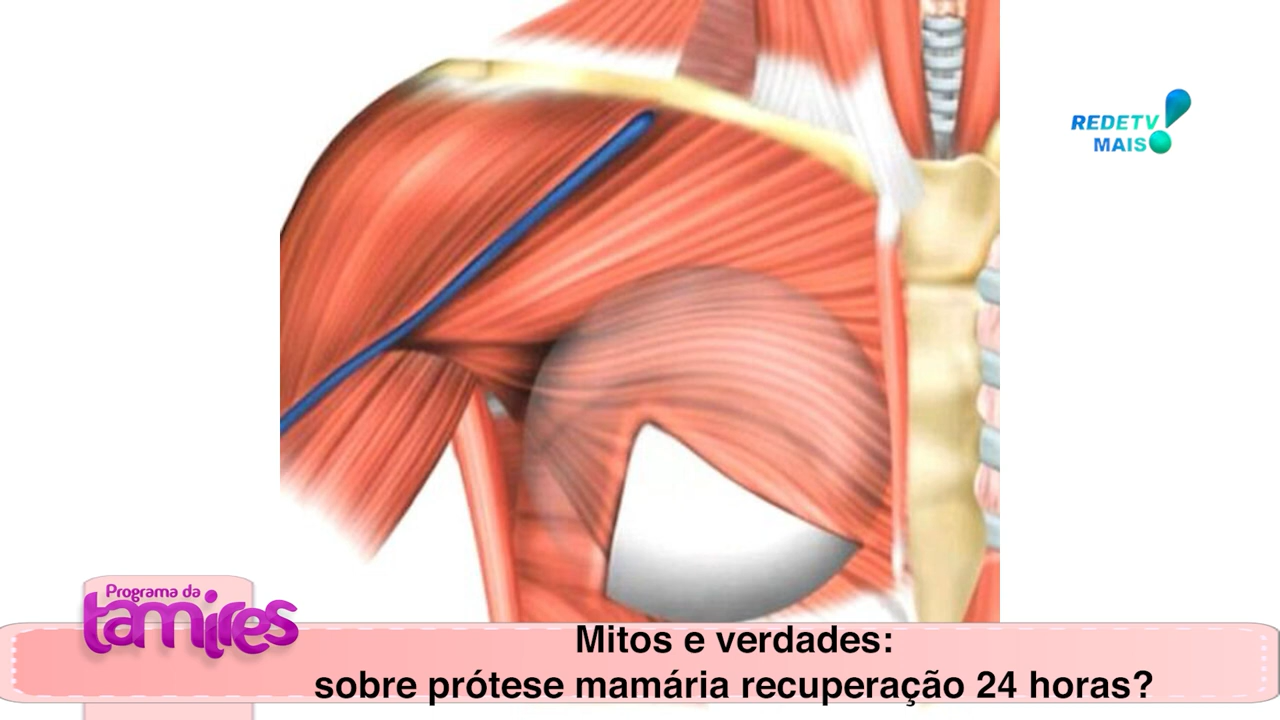 REDETV
MAIS
Programa da
tamires
Mitos e verdades:
sobre prótese mamária recuperação 24 horas?